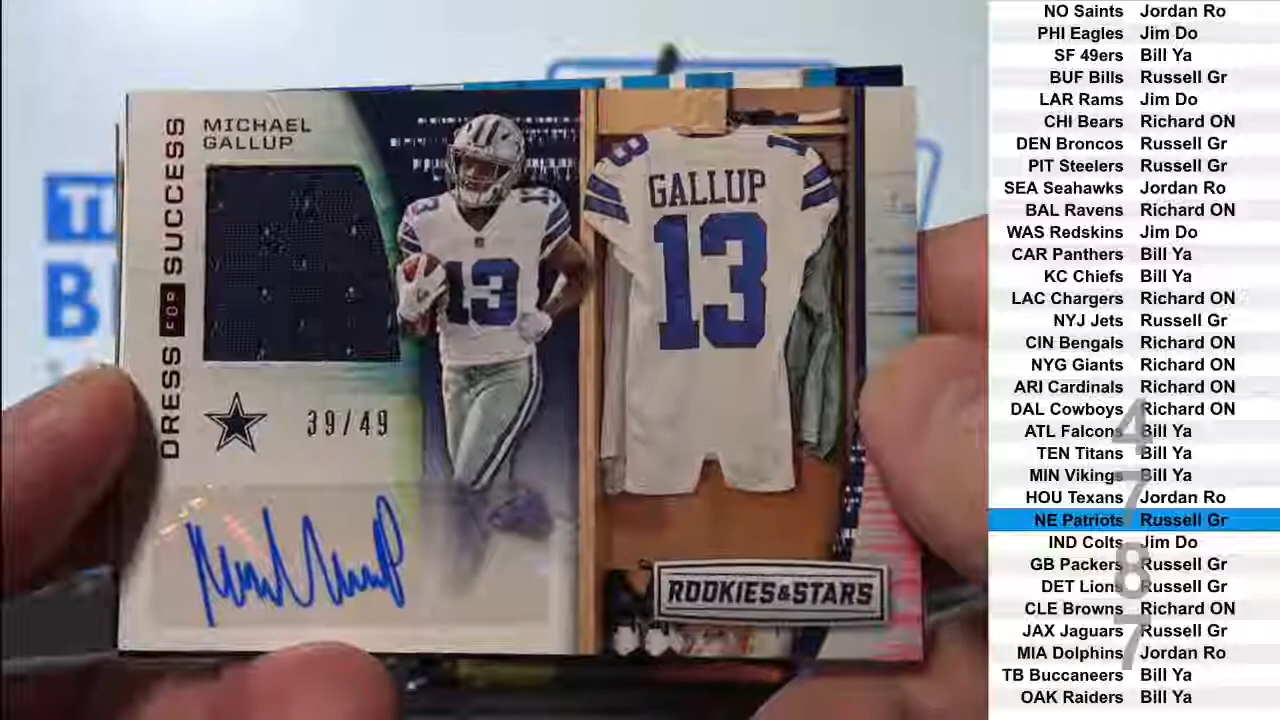 MICHAEL
GALLUP
DRESS FOR SUCCESS
39/49
GALLUP
13
13
13
ROOKIES & STARS
NO Saints Jordan Ro
PHI Eagles Jim Do
SF 49ers Bill Ya
BUF Bills Russell Gr
LAR Rams Jim Do
CHI Bears Richard ON
DEN Broncos Russell Gr
PIT Steelers Russell Gr
SEA Seahawks Jordan Ro
BAL Ravens Richard ON
WAS Redskins Jim Do
CAR Panthers Bill Ya
KC Chiefs Bill Ya
LAC Chargers Richard ON
NYJ Jets Russell Gr
CIN Bengals Richard ON
NYG Giants Richard ON
ARI Cardinals Richard ON
DAL Cowboys Richard ON
ATL Falcons Bill Ya
TEN Titans Bill Ya
MIN Vikings Bill Ya
HOU Texans Jordan Ro
NE Patriots Russell Gr
IND Colts Jim Do
GB Packers Russell Gr
DET Lions Russell Gr
CLE Browns Richard ON
JAX Jaguars Russell Gr
MIA Dolphins Jordan Ro
TB Buccaneers Bill Ya
OAK Raiders Bill Ya
4
7
8
7